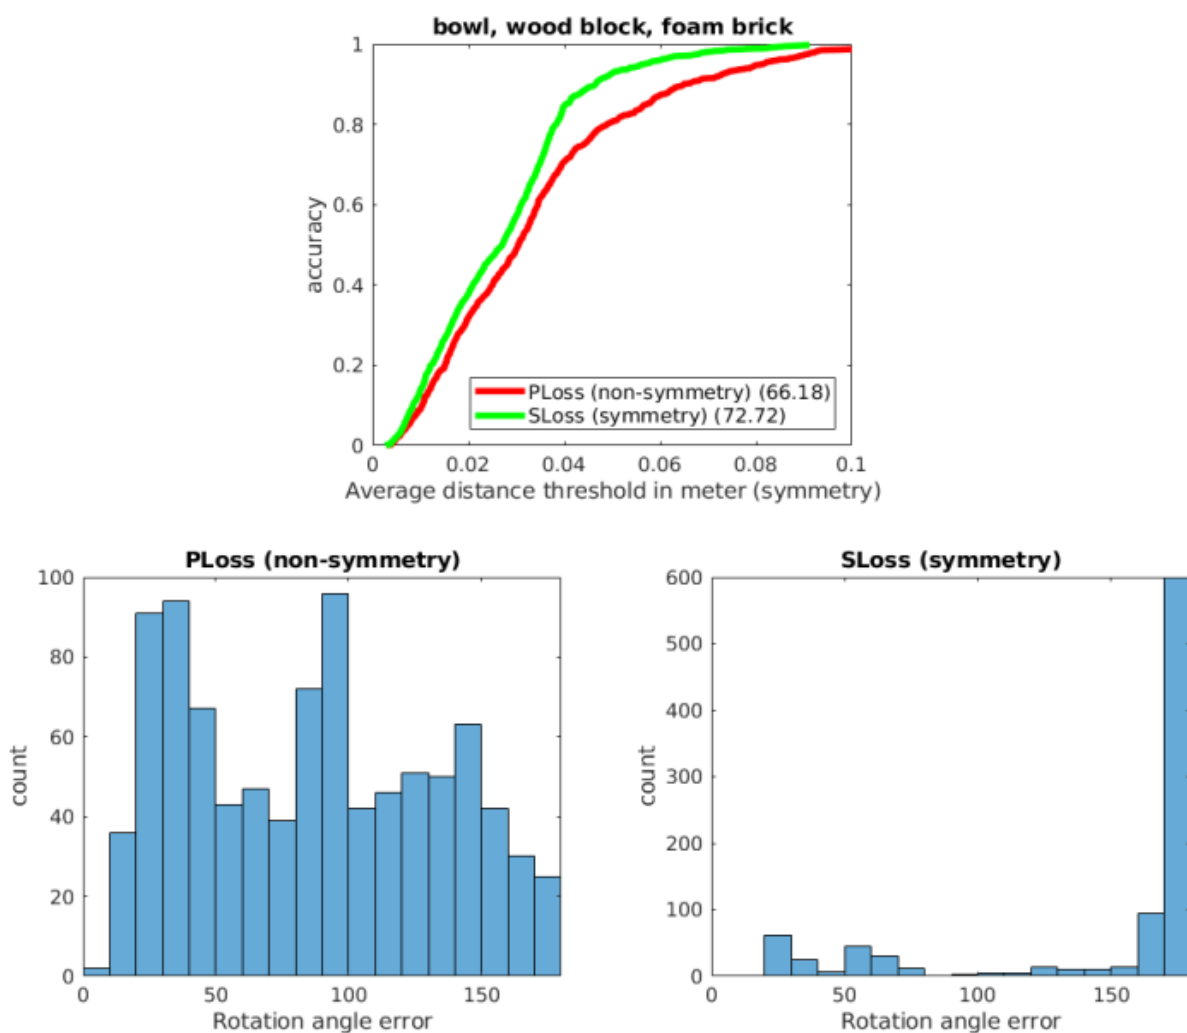 bowl, wood block, foam brick
accuracy
1
0.8
0.6
0.4
0.2
0
PLoss (non-symmetry) (66.18)
SLoss (symmetry) (72.72)
0 0.02 0.04 0.06 0.08 0.1
Average distance threshold in meter (symmetry)
PLoss (non-symmetry)
count
100
80
60
40
20
0
0 50 100 150
Rotation angle error
SLoss (symmetry)
count
600
500
400
300
200
100
0
0 50 100 150
Rotation angle error